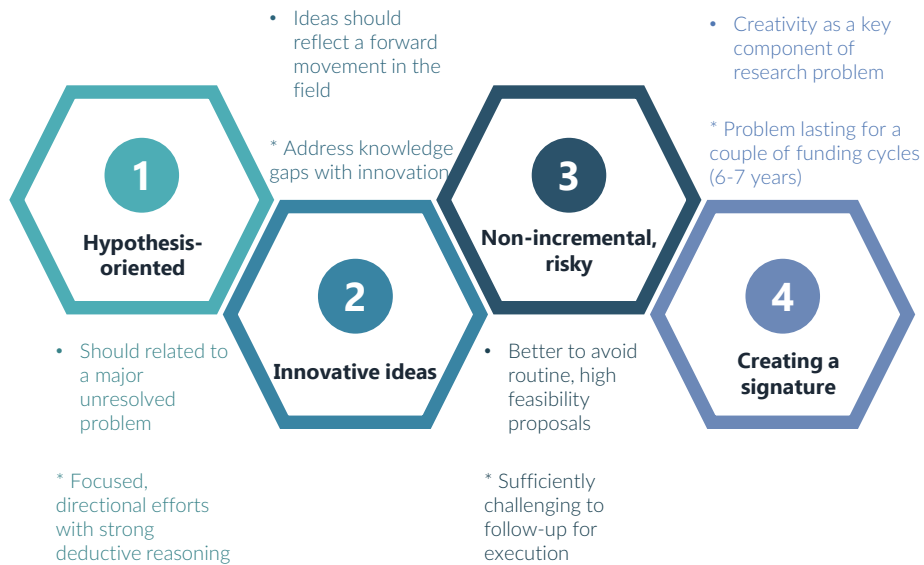 1
Hypothesis-
oriented
• Should related to
a major
unresolved
problem
* Focused,
directional efforts
with strong
deductive reasoning
• Ideas should
reflect a forward
movement in the
field
* Address knowledge
gaps with innovation
2
Innovative ideas
3
Non-incremental,
risky
• Better to avoid
routine, high
feasibility
proposals
* Sufficiently
challenging to
follow-up for
execution
• Creativity as a key
component of
research problem
* Problem lasting for a
couple of funding cycles
(6-7 years)
4
Creating a
signature